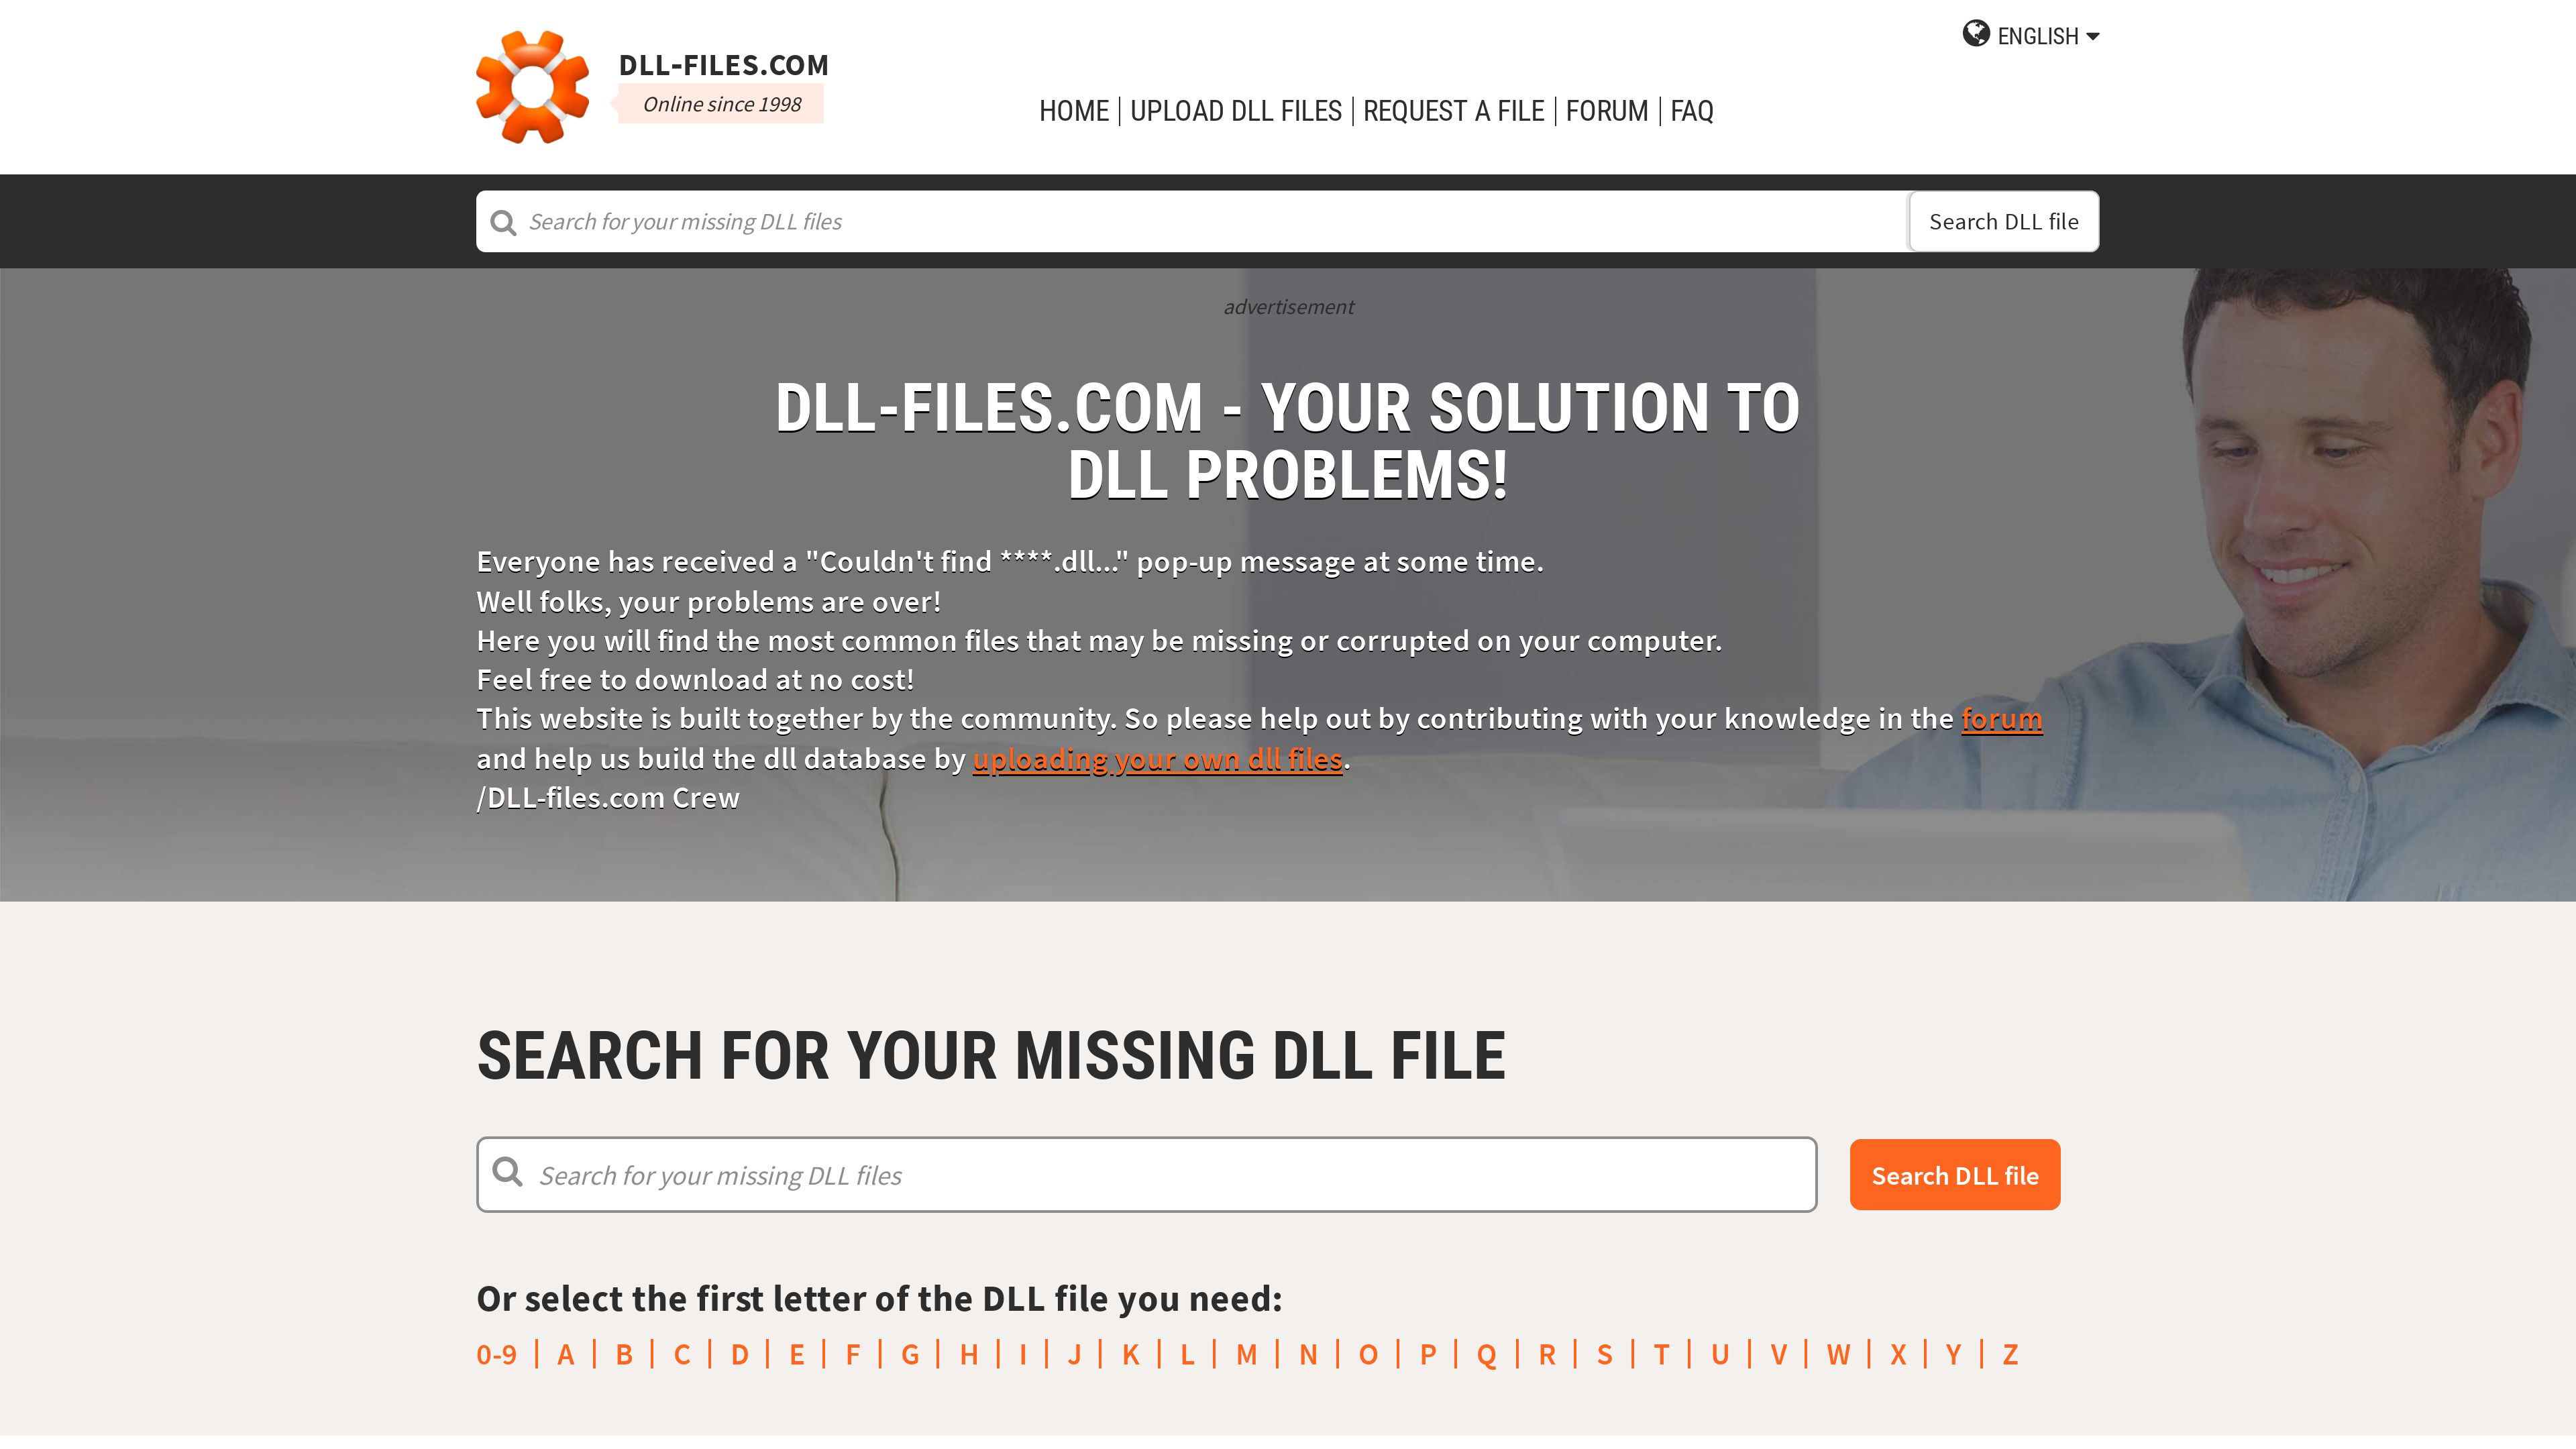 ENGLISH
DLL-FILES.COM
Online since 1998
HOME | UPLOAD DLL FILES | REQUEST A FILE | FORUM | FAQ
Search for your missing DLL files
Search DLL file
advertisement
DLL-FILES.COM - YOUR SOLUTION TO
DLL PROBLEMS!
Everyone has received a "Couldn't find ****.dll..." pop-up message at some time.
Well folks, your problems are over!
Here you will find the most common files that may be missing or corrupted on your computer.
Feel free to download at no cost!
This website is built together by the community. So please help out by contributing with your knowledge in the forum
and help us build the dll database by uploading your own dll files.
/DLL-files.com Crew
SEARCH FOR YOUR MISSING DLL FILE
Search for your missing DLL files
Search DLL file
Or select the first letter of the DLL file you need:
0-9 | A | B | C | D | E | F | G | H | I | J | K | L | M | N | O | P | Q | R | S | T | U | V | W | X | Y | Z